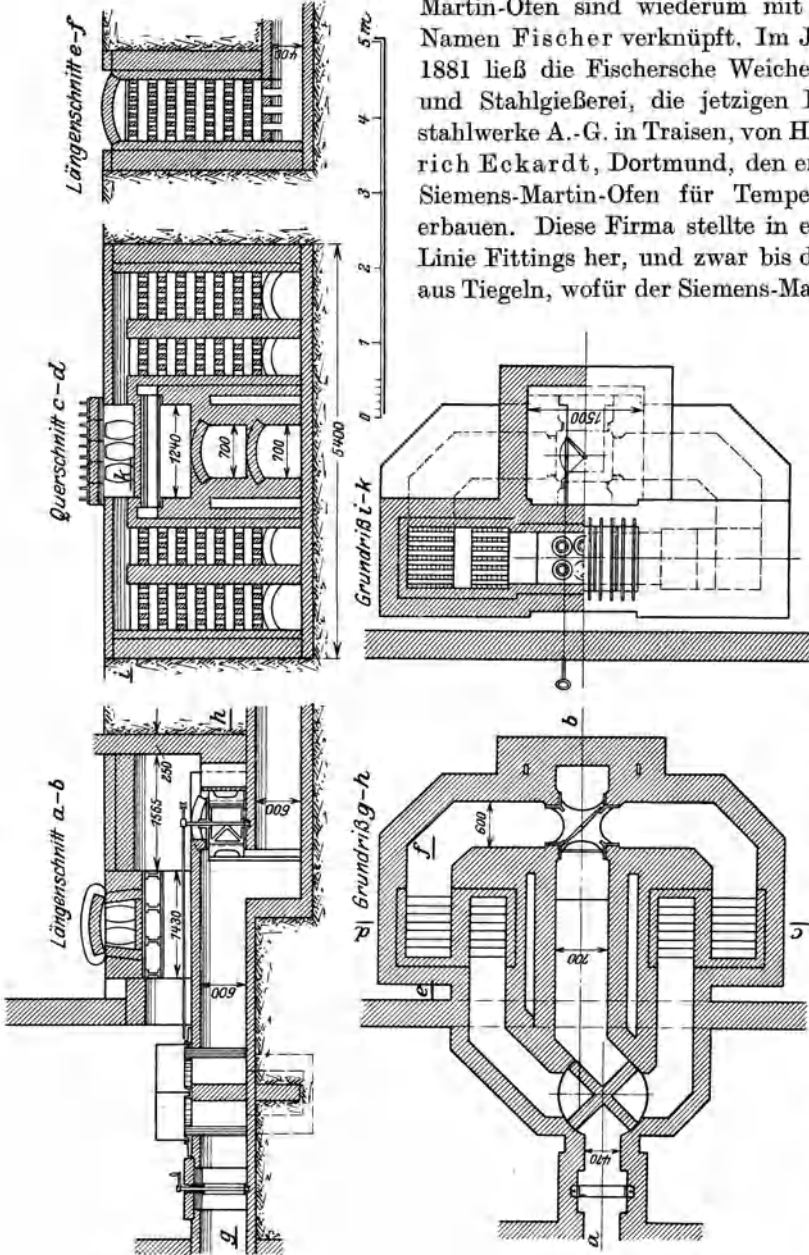 Martin-Ofen sind wiederum mit
Namen Fischer verknüpft. Im J
1881 ließ die Fischersche Weiche
und Stahlgießerei, die jetzigen
stahlwerke A.-G. in Traisen, von H
rich Eckardt, Dortmund, den e
Siemens-Martin-Ofen für Tempe
erbauen. Diese Firma stellte in e
Linie Fittings her, und zwar bis d
aus Tiegeln, wofür der Siemens-Ma
Längenschnitt e-f
400
Querschnitt c-d
k
1240
700
700
5400
i
0 1 2 3 4 5 m
Längenschnitt a-b
h
250
1565
1430
600
600
g
Grundriß i-k
1500
Grundriß g-h
b
f
600
d
c
e
700
470
a